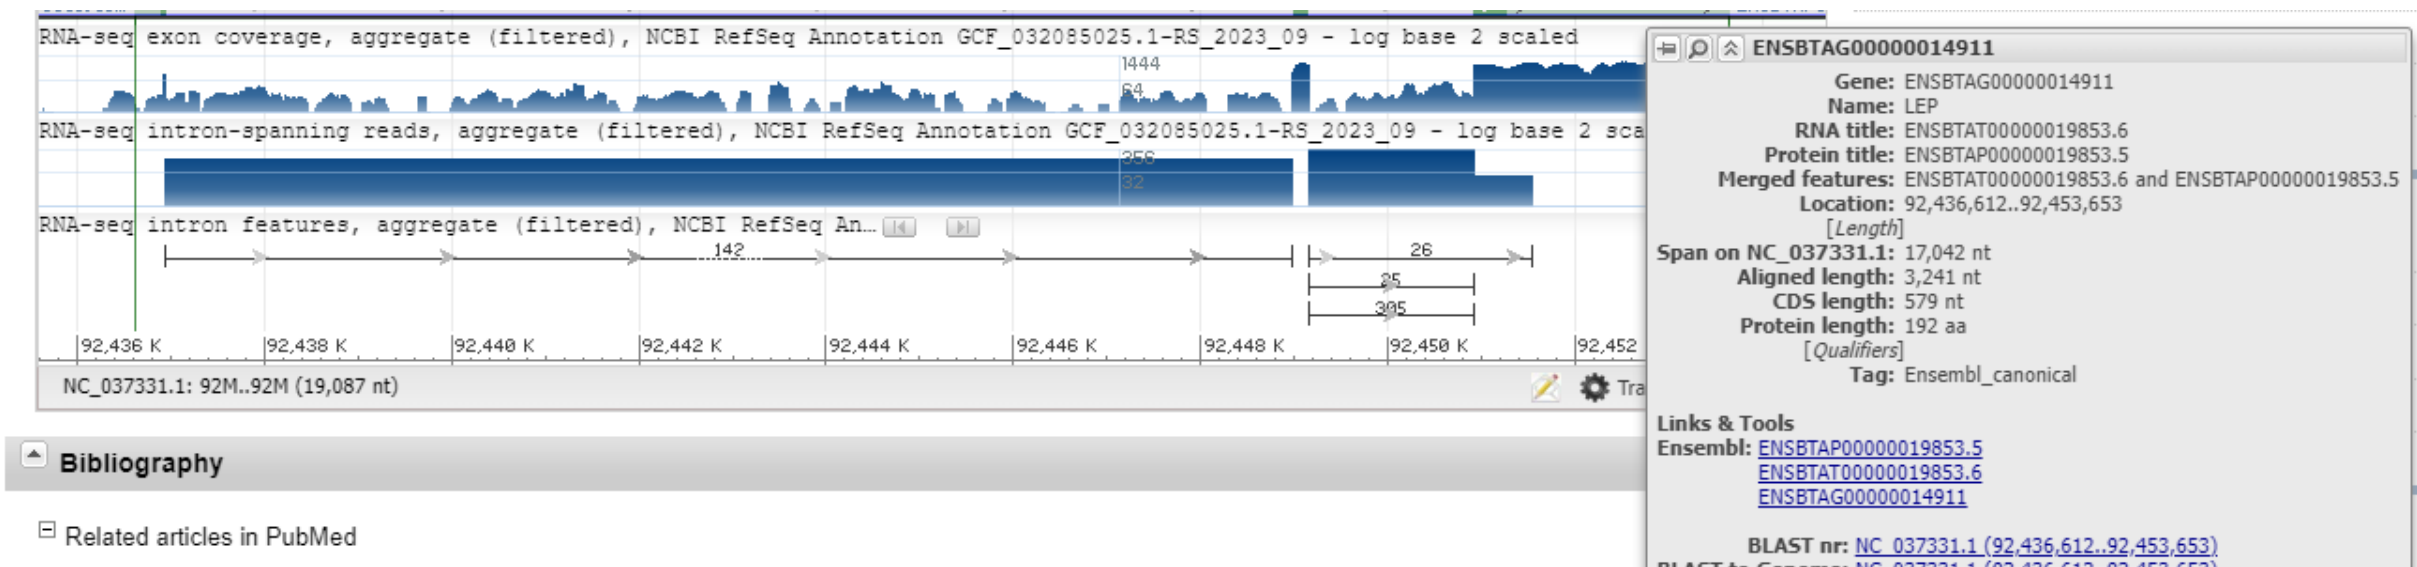 RNA-seq exon coverage, aggregate (filtered), NCBI RefSeq Annotation GCF_032085025.1-RS_2023_09 - log base 2 scaled
1444
64
RNA-seq intron-spanning reads, aggregate (filtered), NCBI RefSeq Annotation GCF_032085025.1-RS_2023_09 - log base 2 sca
356
32
RNA-seq intron features, aggregate (filtered), NCBI RefSeq An…
142
26
25
305
92,436 K
92,438 K
92,440 K
92,442 K
92,444 K
92,446 K
92,448 K
92,450 K
92,452
NC_037331.1: 92M..92M (19,087 nt)
Tra
Bibliography
Related articles in PubMed
ENSBTAG00000014911
Gene: ENSBTAG00000014911
Name: LEP
RNA title: ENSBTAT00000019853.6
Protein title: ENSBTAP00000019853.5
Merged features: ENSBTAT00000019853.6 and ENSBTAP00000019853.5
Location: 92,436,612..92,453,653
[Length]
Span on NC_037331.1: 17,042 nt
Aligned length: 3,241 nt
CDS length: 579 nt
Protein length: 192 aa
[Qualifiers]
Tag: Ensembl_canonical
Links & Tools
Ensembl: ENSBTAP00000019853.5
ENSBTAT00000019853.6
ENSBTAG00000014911
BLAST nr: NC_037331.1 (92,436,612..92,453,653)